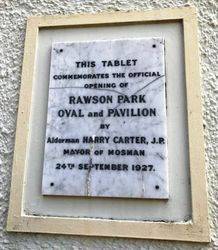 THIS TABLET
COMMEMORATES THE OFFICIAL
OPENING OF
RAWSON PARK
OVAL and PAVILION
BY
Alderman HARRY CARTER, J.P.
MAYOR OF MOSMAN
24TH SEPTEMBER 1927.